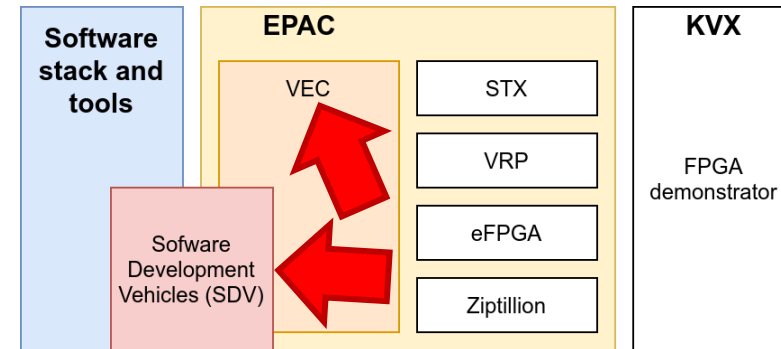 Software
stack and
tools
EPAC
VEC
STX
VRP
eFPGA
Ziptillion
Sofware
Development
Vehicles (SDV)
KVX
FPGA
demonstrator